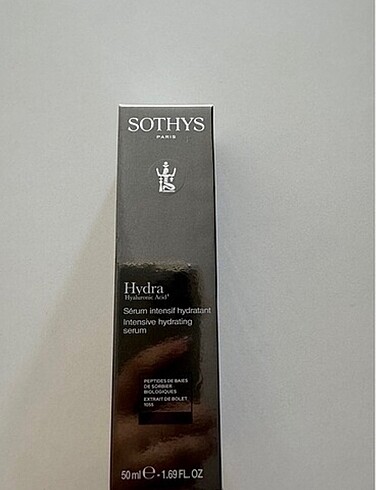 SOTHYS
PARIS
Hydra
Hyaluronic Acid⁴
Sérum intensif hydratant
Intensive hydrating
serum
PEPTIDES DE BAIES
DE SORBIER
BIOLOGIQUES
EXTRAIT DE BOLET
1055
50 ml ℮ - 1.69 FL. OZ